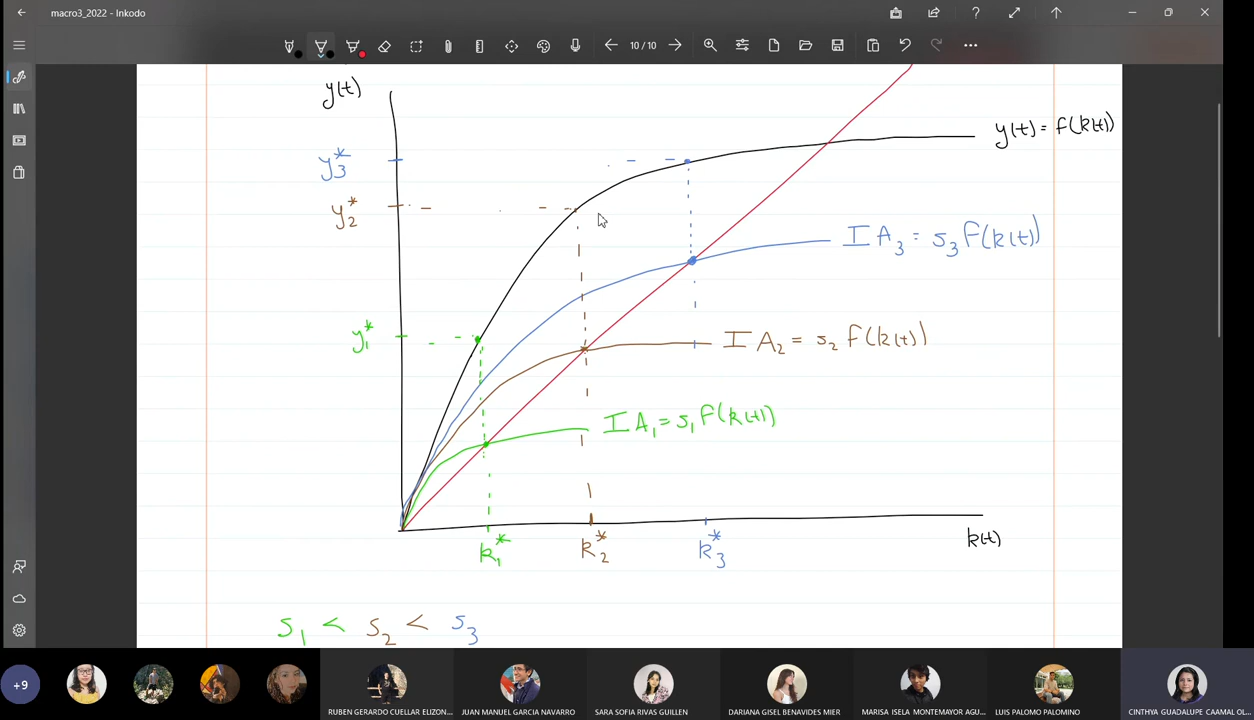 macro3_2022 - Inkodo
10/10
y(t)
y(t) = f(k(t))
y3*
y2*
IA3 = s3 f(k(t))
y1*
IA2 = s2 f(k(t))
IA1 = s1 f(k(t))
k1*
k2*
k3*
k(t)
s1 < s2 < s3
+9
RUBEN GERARDO CUELLAR ELIZON...
JUAN MANUEL GARCIA NAVARRO
SARA SOFIA RIVAS GUILLEN
DARIANA GISEL BENAVIDES MIER
MARISA ISELA MONTEMAYOR AGU...
LUIS PALOMO PALOMINO
CINTHYA GUADALUPE CAAMAL OL...